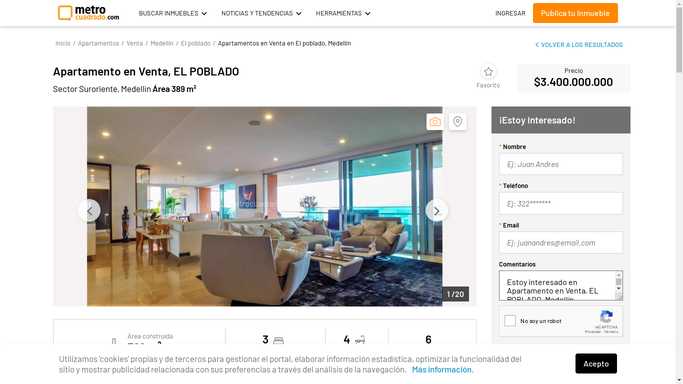 metro
cuadrado.com
BUSCAR INMUEBLES
NOTICIAS Y TENDENCIAS
HERRAMIENTAS
INGRESAR
Publica tu Inmueble
Inicio / Apartamentos / Venta / Medellín / El poblado / Apartamentos en Venta en El poblado, Medellín
VOLVER A LOS RESULTADOS
Apartamento en Venta, EL POBLADO
Sector Suroriente, Medellín Área 389 m²
Favorito
Precio
$3.400.000.000
¡Estoy Interesado!
* Nombre
Ej: Juan Andres
* Teléfono
Ej: 322*******
* Email
Ej: juanandres@email.com
Comentarios
Estoy interesado en
Apartamento en Venta, EL
POBLADO, Medellín
No soy un robot
reCAPTCHA
Privacidad - Términos
1 / 20
Área construida
3
4
6
Utilizamos 'cookies' propias y de terceros para gestionar el portal, elaborar información estadística, optimizar la funcionalidad del
sitio y mostrar publicidad relacionada con sus preferencias a través del análisis de la navegación. Más información.
Acepto